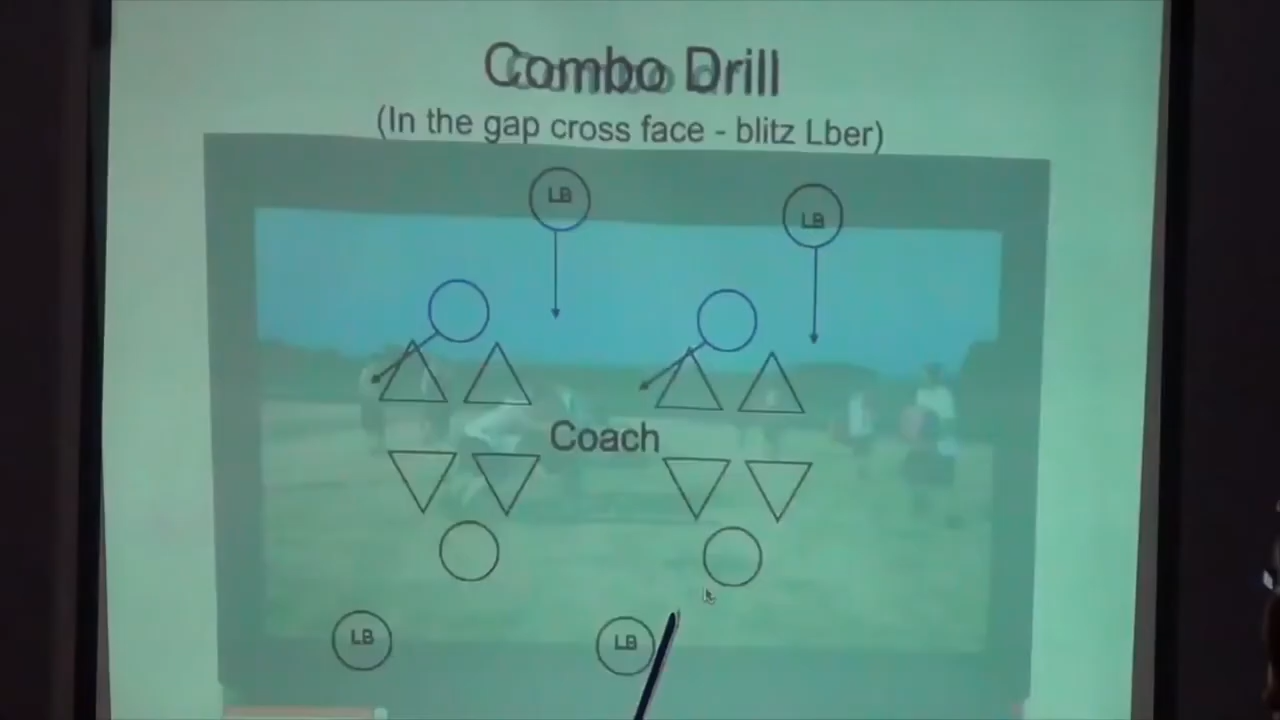 Combo Drill
(In the gap cross face - blitz Lber)
LB
LB
Coach
LB
LB